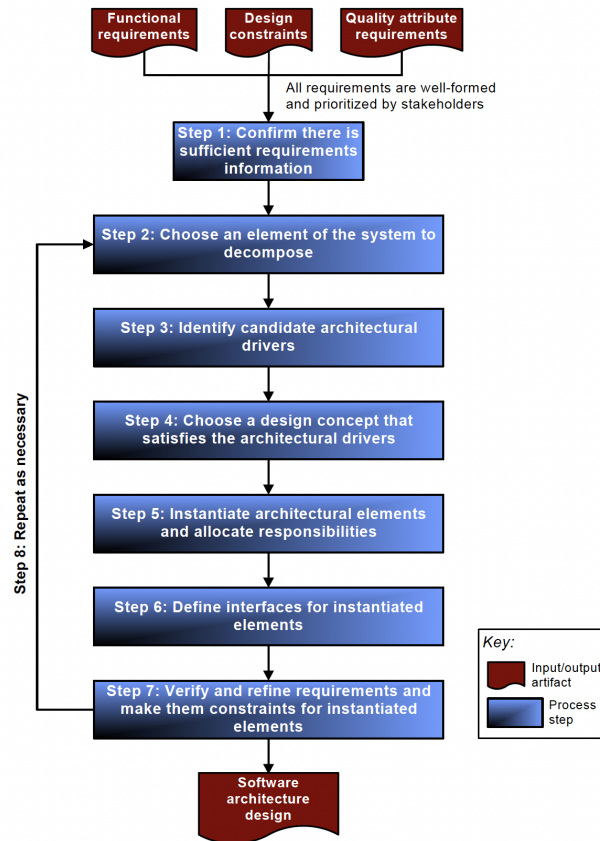 Functional
requirements
Design
constraints
Quality attribute
requirements
All requirements are well-formed
and prioritized by stakeholders
Step 1: Confirm there is
sufficient requirements
information
Step 2: Choose an element of the system to
decompose
Step 3: Identify candidate architectural
drivers
Step 4: Choose a design concept that
satisfies the architectural drivers
Step 5: Instantiate architectural elements
and allocate responsibilities
Step 6: Define interfaces for instantiated
elements
Step 7: Verify and refine requirements and
make them constraints for instantiated
elements
Step 8: Repeat as necessary
Software
architecture
design
Key:
Input/output
artifact
Process
step